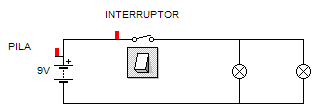 INTERRUPTOR
PILA
+
9V